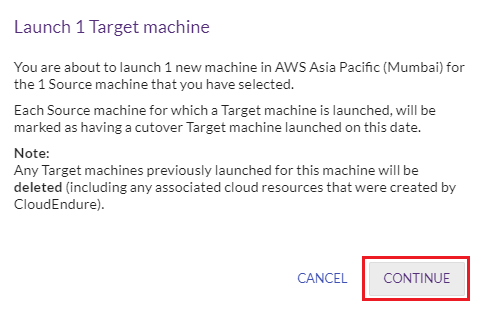 Launch 1 Target machine
You are about to launch 1 new machine in AWS Asia Pacific (Mumbai) for
the 1 Source machine that you have selected.
Each Source machine for which a Target machine is launched, will be
marked as having a cutover Target machine launched on this date.
Note:
Any Target machines previously launched for this machine will be
deleted (including any associated cloud resources that were created by
CloudEndure).
CANCEL CONTINUE